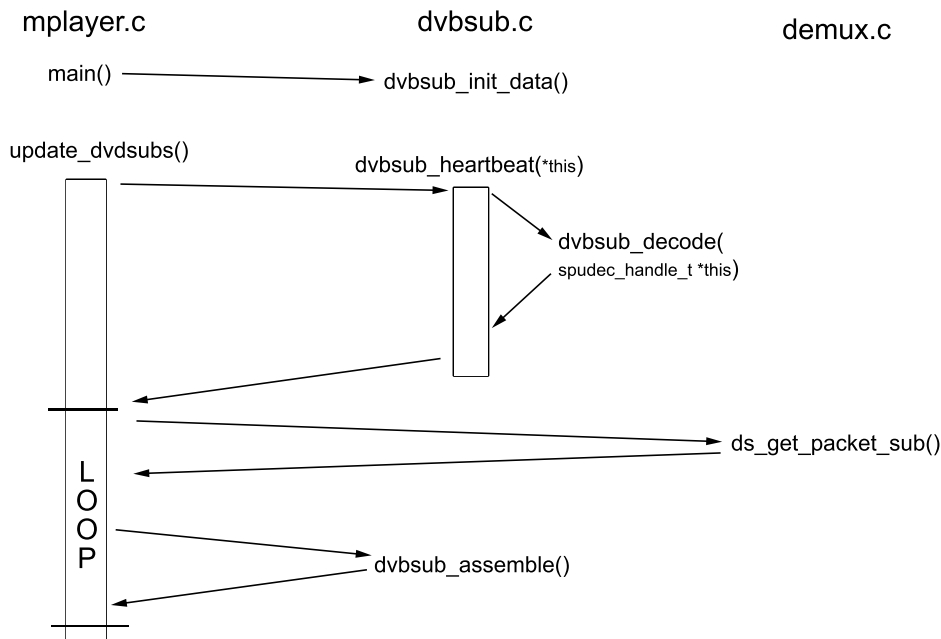 mplayer.c
dvbsub.c
demux.c
main()
dvbsub_init_data()
update_dvdsubs()
dvbsub_heartbeat(*this)
dvbsub_decode(
spudec_handle_t *this)
ds_get_packet_sub()
L
O
O
P
dvbsub_assemble()